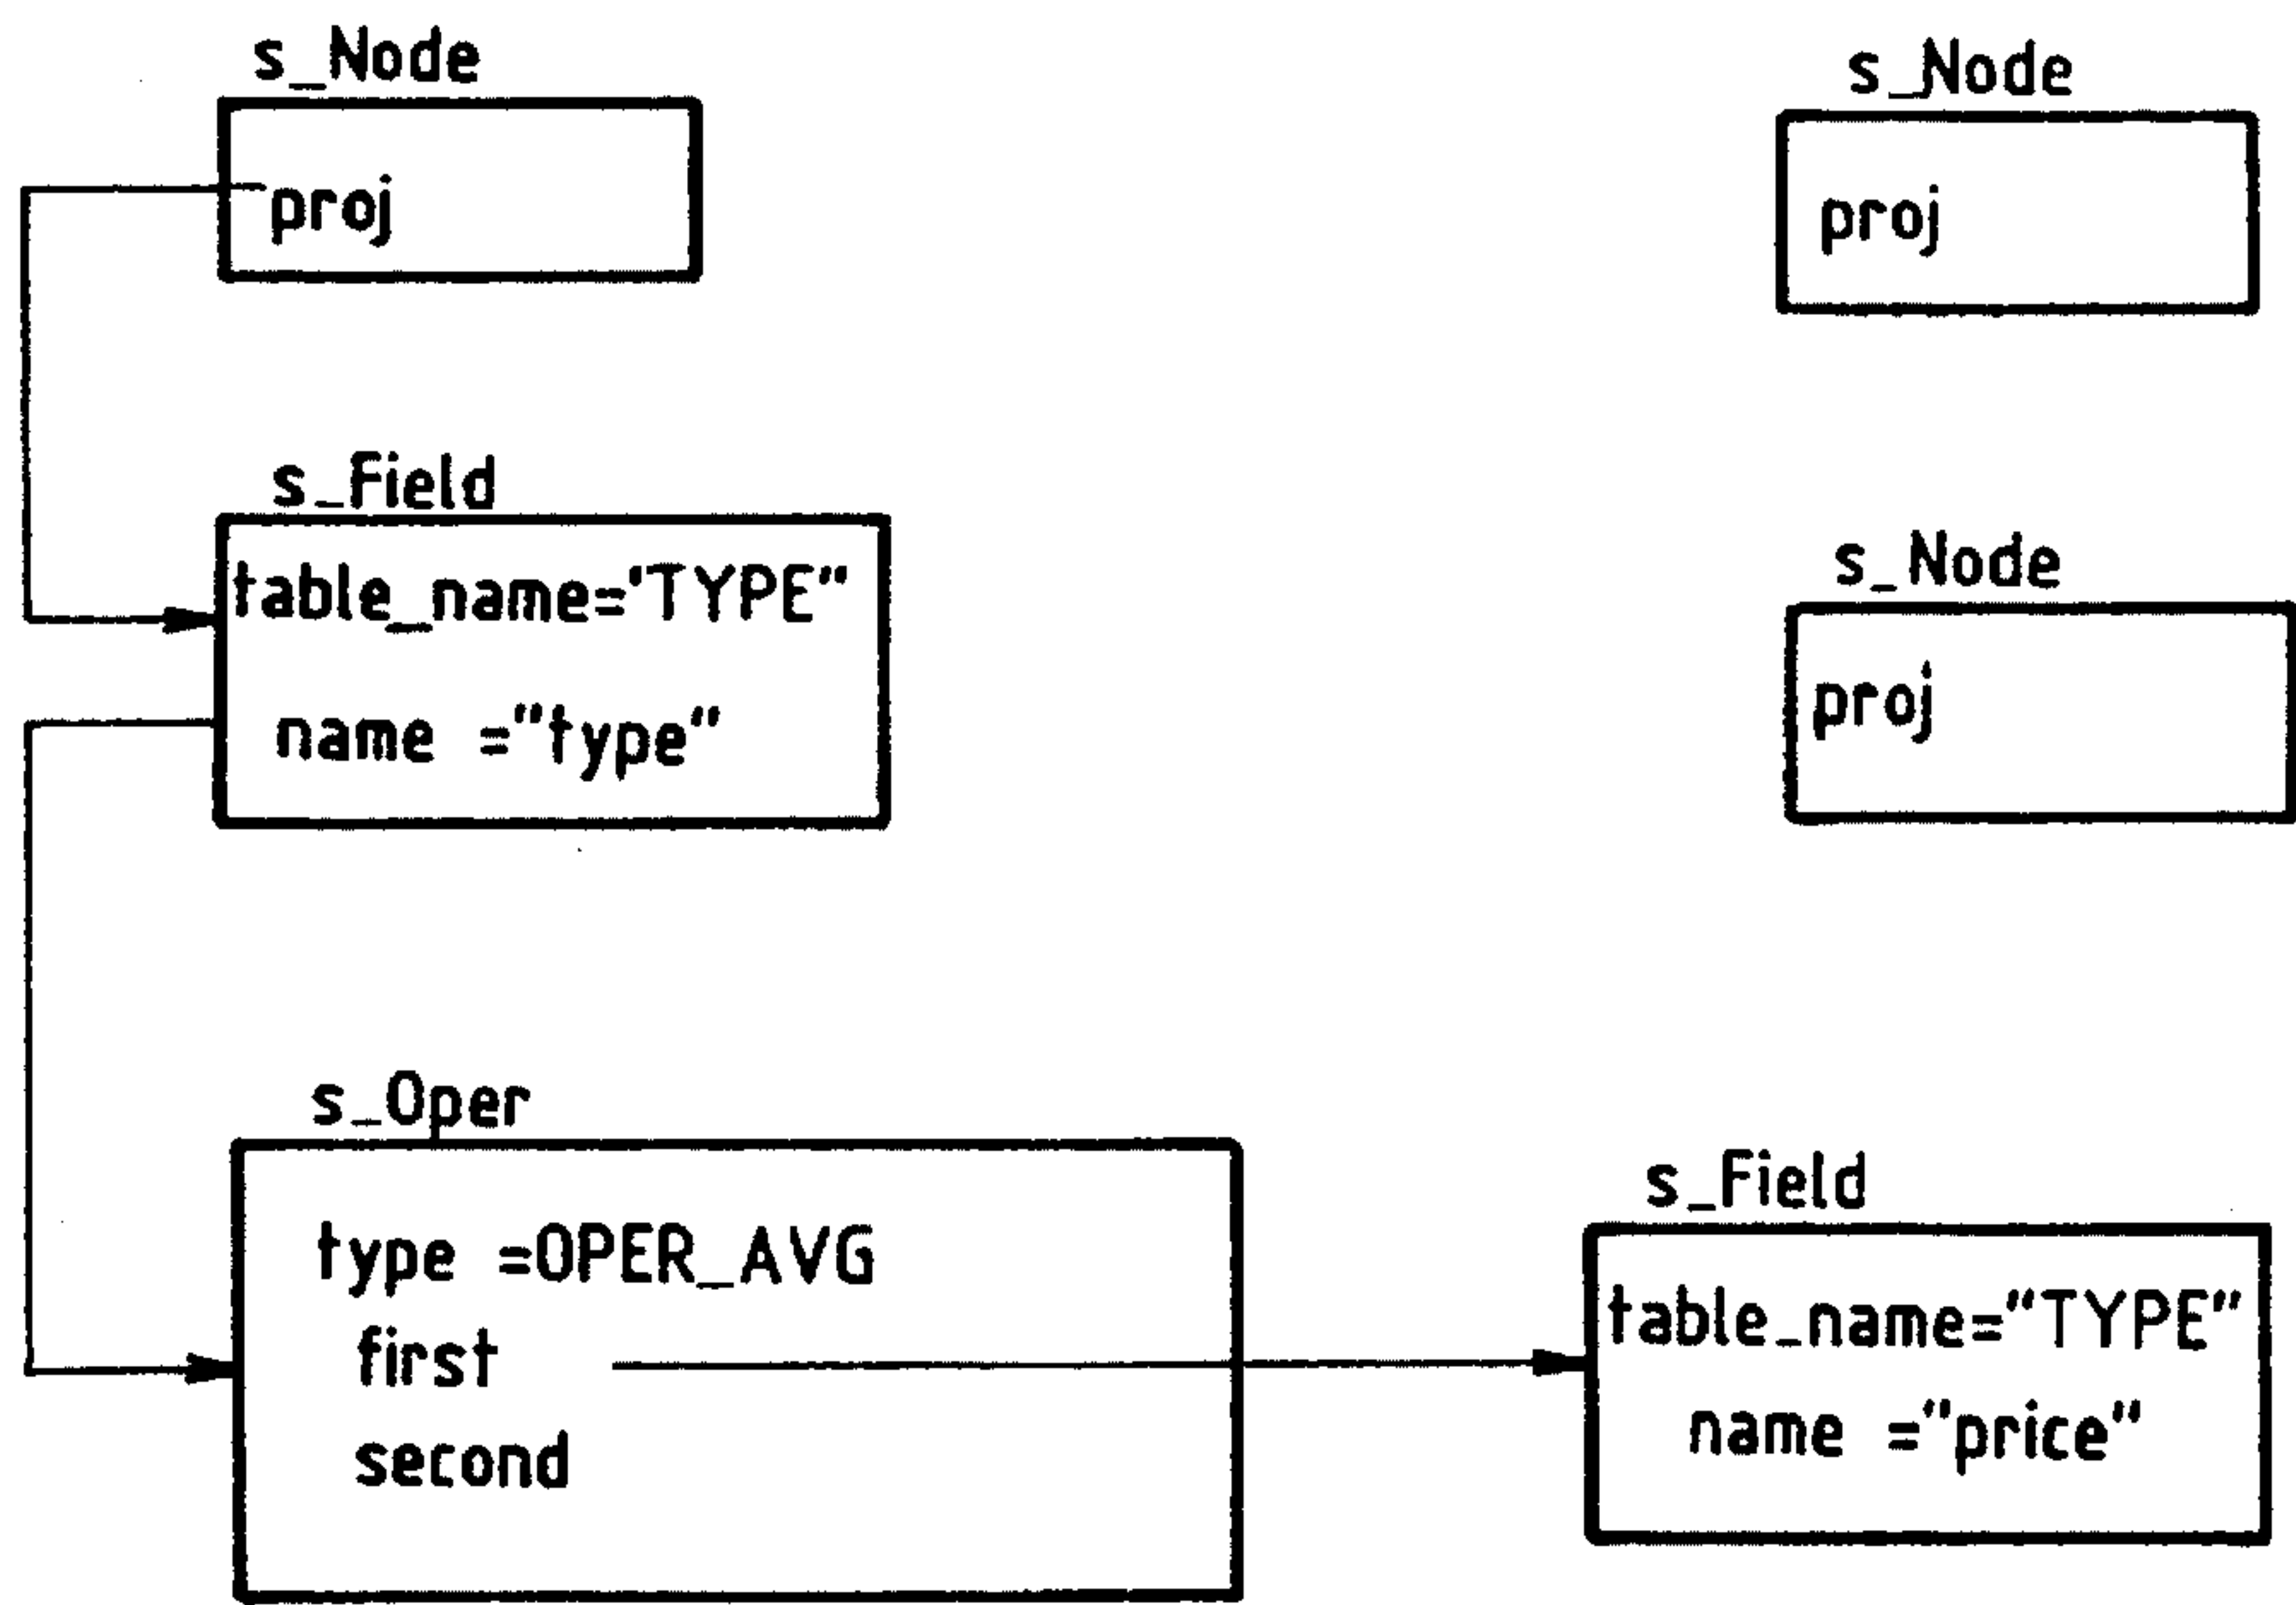 s_Node
proj
s_Node
proj
s_Field
table_name='TYPE"
name ="type"
s_Node
proj
s_Oper
type =OPER_AVG
first
second
s_Field
table_name="TYPE"
name ="price"